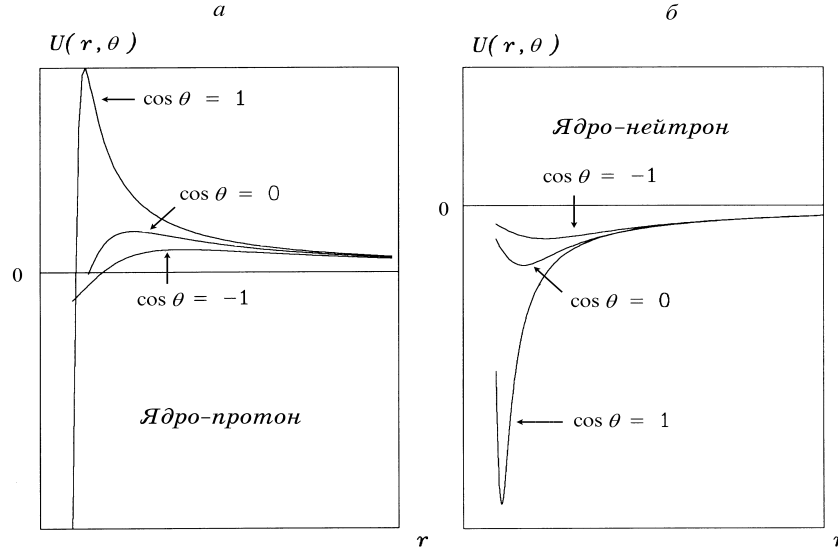 а
U(r, θ)
cos θ = 1
cos θ = 0
0
cos θ = −1
Ядро-протон
r
б
U(r, θ)
Ядро-нейтрон
cos θ = −1
0
cos θ = 0
cos θ = 1
r